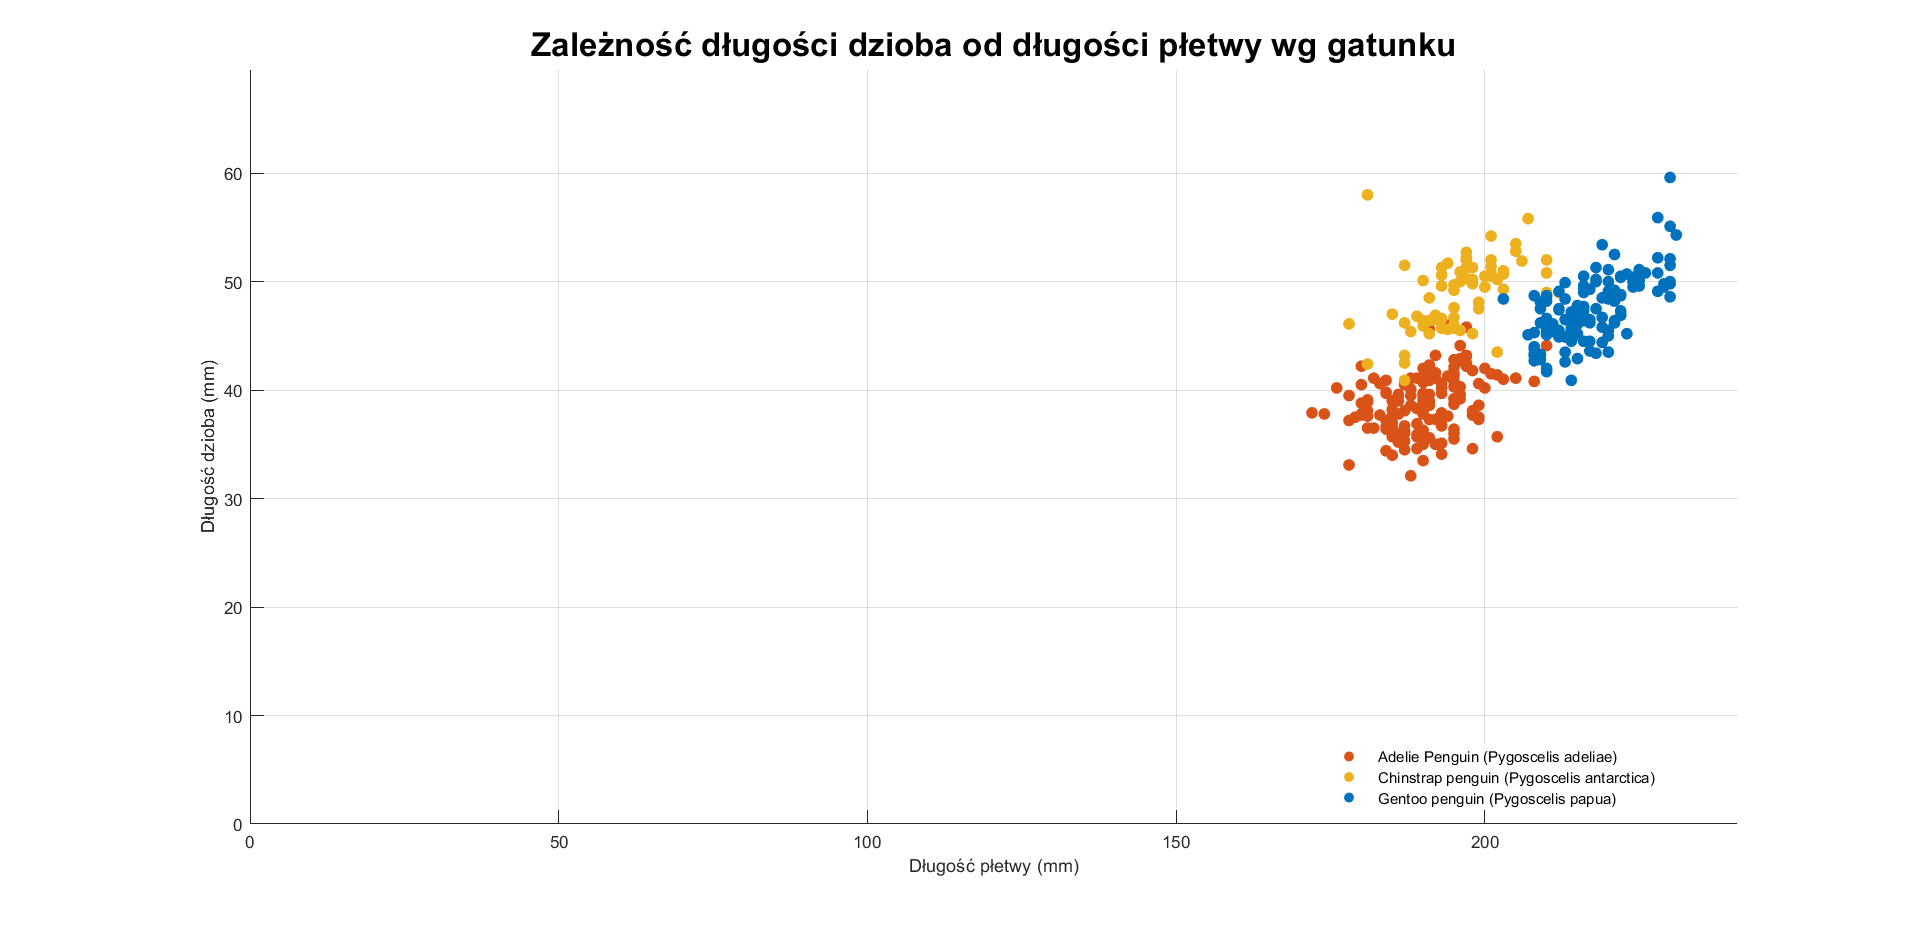 Zależność długości dzioba od długości płetwy wg gatunku
60
50
40
30
20
10
0
Długość dzioba (mm)
0 50 100 150 200
Długość płetwy (mm)
Adelie Penguin (Pygoscelis adeliae)
Chinstrap penguin (Pygoscelis antarctica)
Gentoo penguin (Pygoscelis papua)